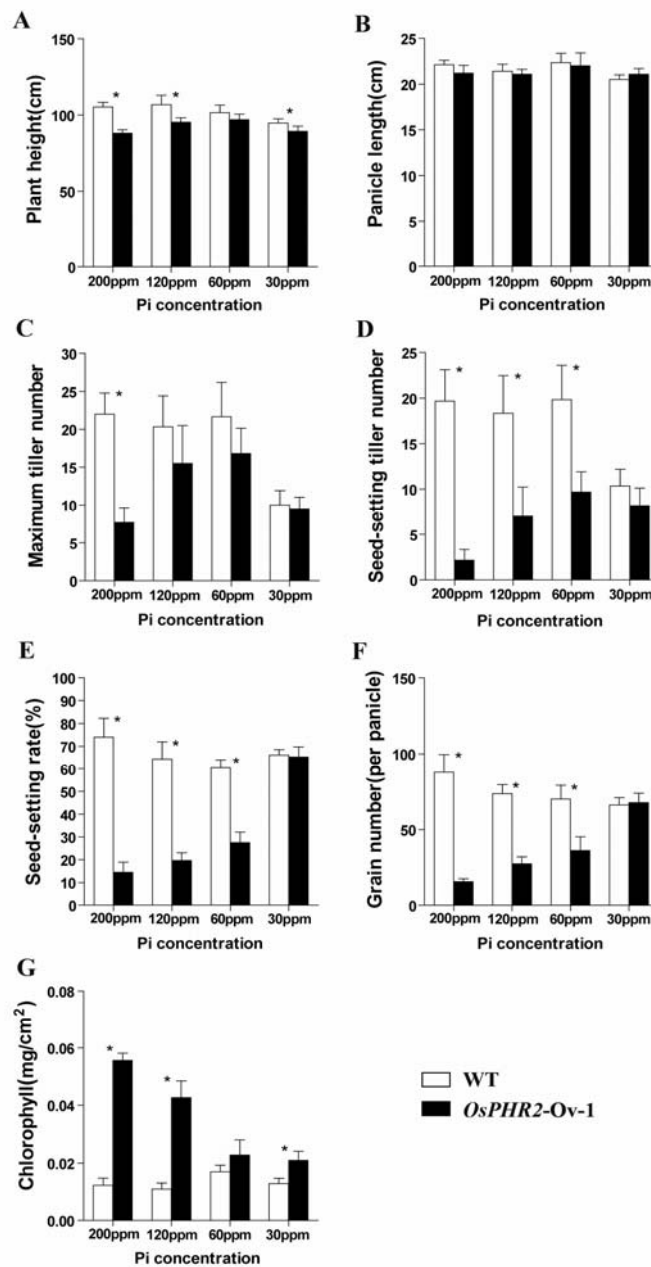 A
Plant height(cm)
150
100
50
0
*
*
*
200ppm 120ppm 60ppm 30ppm
Pi concentration
B
Panicle length(cm)
25
20
15
10
5
0
200ppm 120ppm 60ppm 30ppm
Pi concentration
C
Maximum tiller number
30
25
20
15
10
5
0
*
200ppm 120ppm 60ppm 30ppm
Pi concentration
D
Seed-setting tiller number
25
20
15
10
5
0
*
*
*
200ppm 120ppm 60ppm 30ppm
Pi concentration
E
Seed-setting rate(%)
100
90
80
70
60
50
40
30
20
10
0
*
*
*
200ppm 120ppm 60ppm 30ppm
Pi concentration
F
Grain number(per panicle)
150
100
50
0
*
*
*
200ppm 120ppm 60ppm 30ppm
Pi concentration
G
Chlorophyll(mg/cm²)
0.08
0.06
0.04
0.02
0.00
*
*
*
200ppm 120ppm 60ppm 30ppm
Pi concentration
WT
OsPHR2-Ov-1